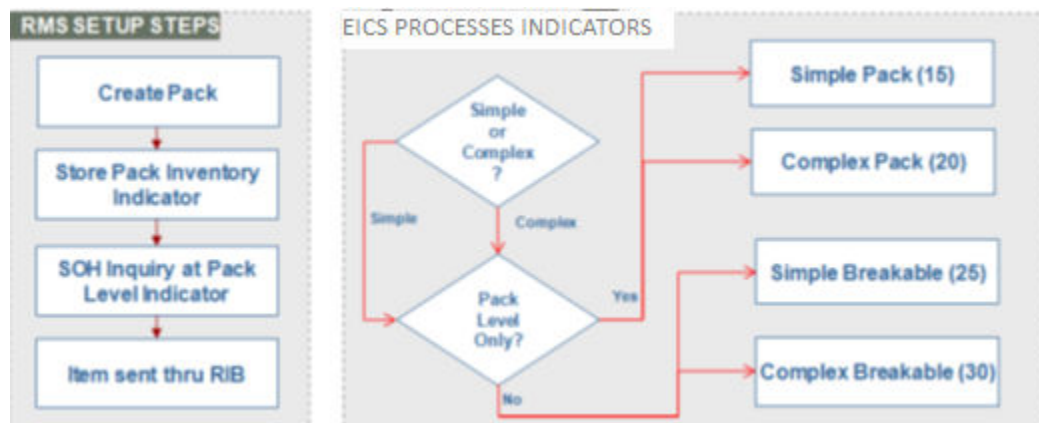 RMS SETUP STEPS
Create Pack
Store Pack Inventory
Indicator
SOH Inquiry at Pack
Level Indicator
Item sent thru RIB
EICS PROCESSES INDICATORS
Simple
or
Complex
?
Simple
Complex
Pack
Level
Only?
Yes
No
Simple Pack (15)
Complex Pack (20)
Simple Breakable (25)
Complex Breakable (30)